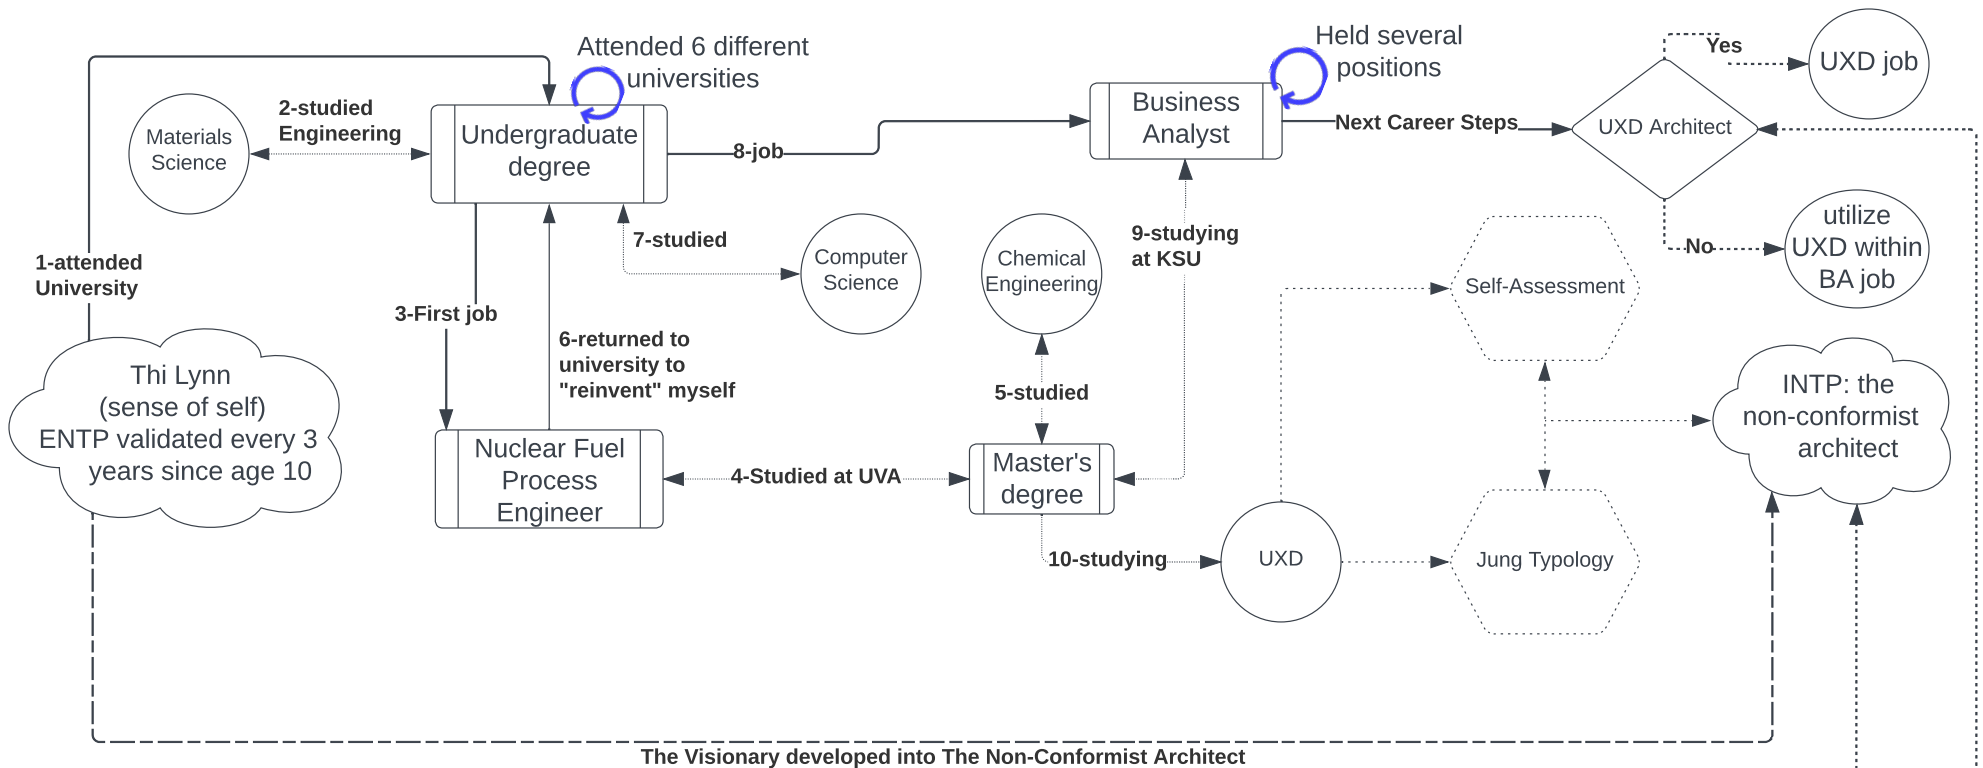 Attended 6 different
universities
Held several
positions
Yes
UXD job
Materials
Science
2-studied
Engineering
Undergraduate
degree
8-job
Business
Analyst
Next Career Steps
UXD Architect
1-attended
University
7-studied
Computer
Science
Chemical
Engineering
9-studying
at KSU
No
utilize
UXD within
BA job
Self-Assessment
3-First job
6-returned to
university to
"reinvent" myself
Thi Lynn
(sense of self)
ENTP validated every 3
years since age 10
5-studied
INTP: the
non-conformist
architect
Nuclear Fuel
Process
Engineer
4-Studied at UVA
Master's
degree
10-studying
UXD
Jung Typology
The Visionary developed into The Non-Conformist Architect